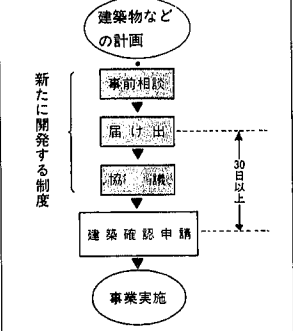 建築物など
の計画
事前相談
届け出
協議
建築確認申請
事業実施
新たに開発する制度
30日以上